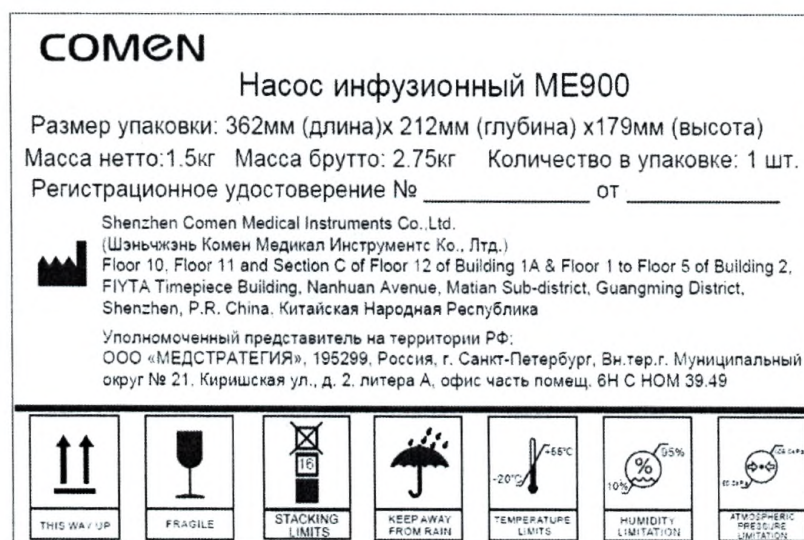 COMEN
Насос инфузионный ME900
Размер упаковки: 362мм (длина)х 212мм (глубина) х179мм (высота)
Масса нетто:1.5кг Масса брутто: 2.75кг Количество в упаковке: 1 шт.
Регистрационное удостоверение № ____________ от ____________
Shenzhen Comen Medical Instruments Co.,Ltd.
(Шэньчжэнь Комен Медикал Инструментс Ко., Лтд.)
Floor 10, Floor 11 and Section C of Floor 12 of Building 1A & Floor 1 to Floor 5 of Building 2,
FIYTA Timepiece Building, Nanhuan Avenue, Matian Sub-district, Guangming District,
Shenzhen, P.R. China. Китайская Народная Республика
Уполномоченный представитель на территории РФ:
ООО «МЕДСТРАТЕГИЯ», 195299, Россия, г. Санкт-Петербург, Вн.тер.г. Муниципальный
округ № 21, Киришская ул., д. 2, литера А, офис часть помещ. 6Н С НОМ 39.49
16
+55°C
-20°C
%
95%
10%
THIS WAY UP
FRAGILE
STACKING LIMITS
KEEP AWAY FROM RAIN
TEMPERATURE LIMITS
HUMIDITY LIMITATION
ATMOSPHERIC PRESSURE LIMITATION